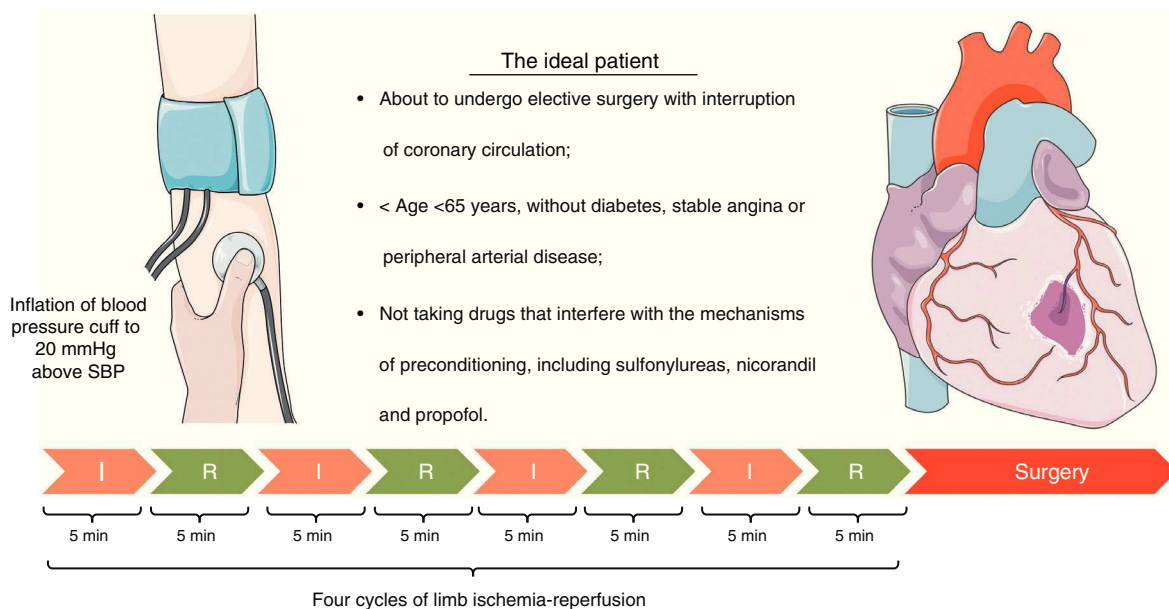 The ideal patient
• About to undergo elective surgery with interruption
of coronary circulation;
• < Age <65 years, without diabetes, stable angina or
peripheral arterial disease;
• Not taking drugs that interfere with the mechanisms
of preconditioning, including sulfonylureas, nicorandil
and propofol.
Inflation of blood
pressure cuff to
20 mmHg
above SBP
I R I R I R I R Surgery
5 min 5 min 5 min 5 min 5 min 5 min 5 min 5 min
Four cycles of limb ischemia-reperfusion